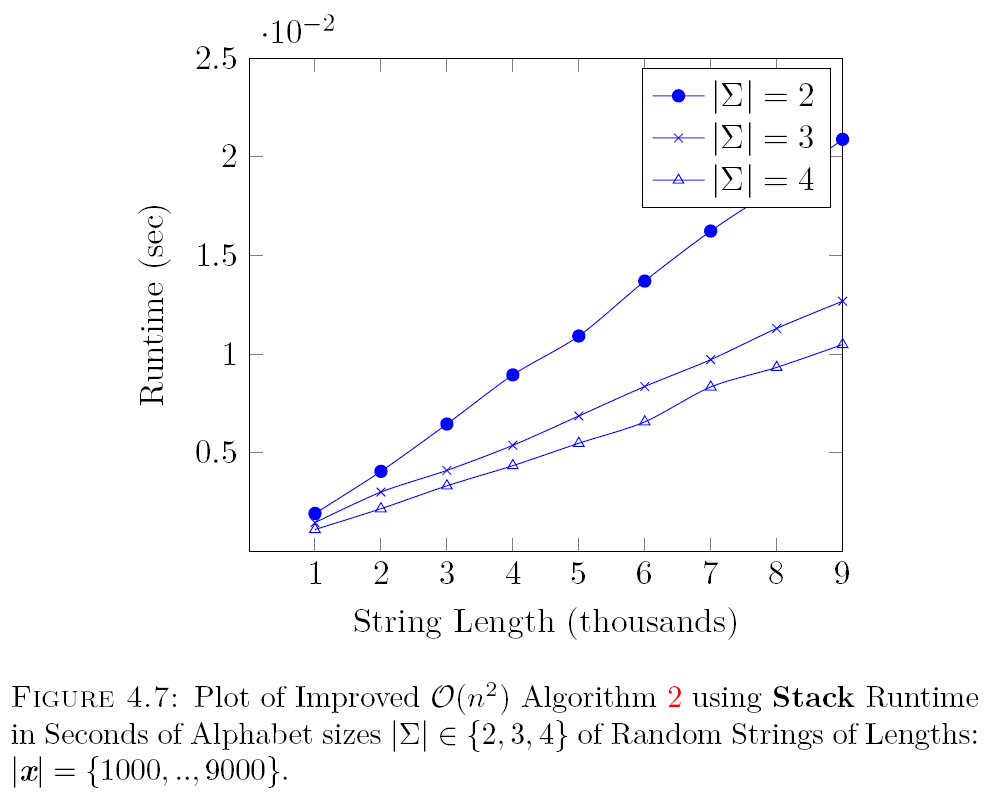 ·10−2
2.5
2
1.5
1
0.5
|Σ| = 2
|Σ| = 3
|Σ| = 4
Runtime (sec)
1 2 3 4 5 6 7 8 9
String Length (thousands)
Figure 4.7: Plot of Improved O(n²) Algorithm 2 using Stack Runtime
in Seconds of Alphabet sizes |Σ| ∈ {2, 3, 4} of Random Strings of Lengths:
|x| = {1000, .., 9000}.